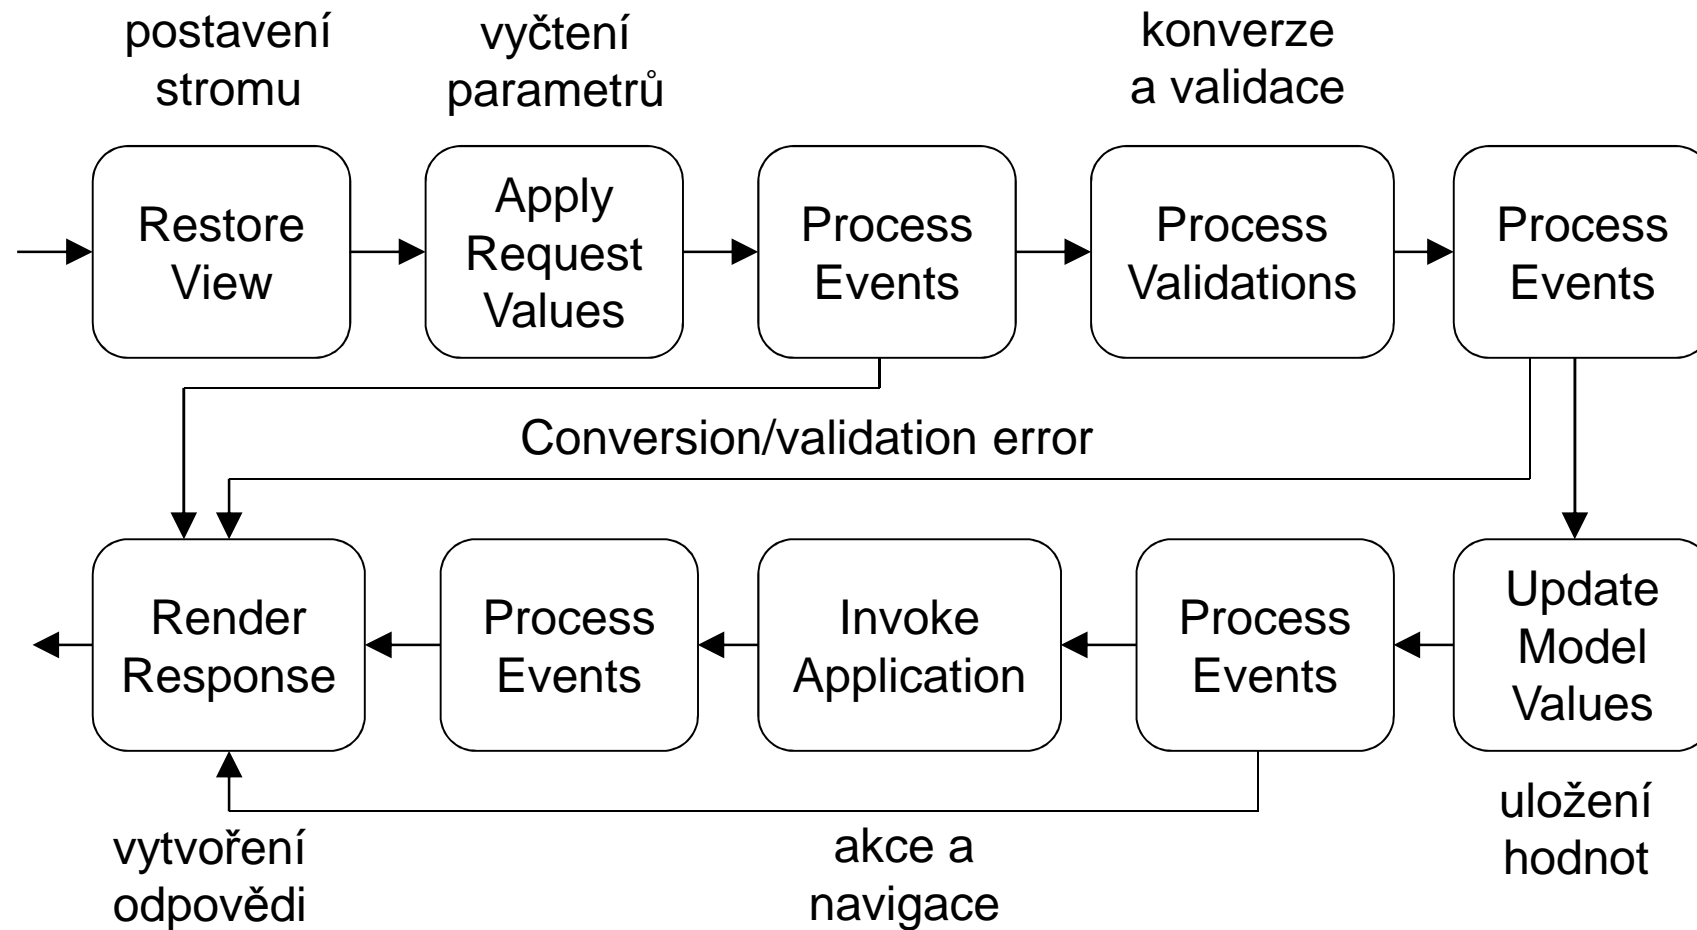 postavení
stromu
vyčtení
parametrů
konverze
a validace
Restore
View
Apply
Request
Values
Process
Events
Process
Validations
Process
Events
Conversion/validation error
Render
Response
Process
Events
Invoke
Application
Process
Events
Update
Model
Values
vytvoření
odpovědi
akce a
navigace
uložení
hodnot